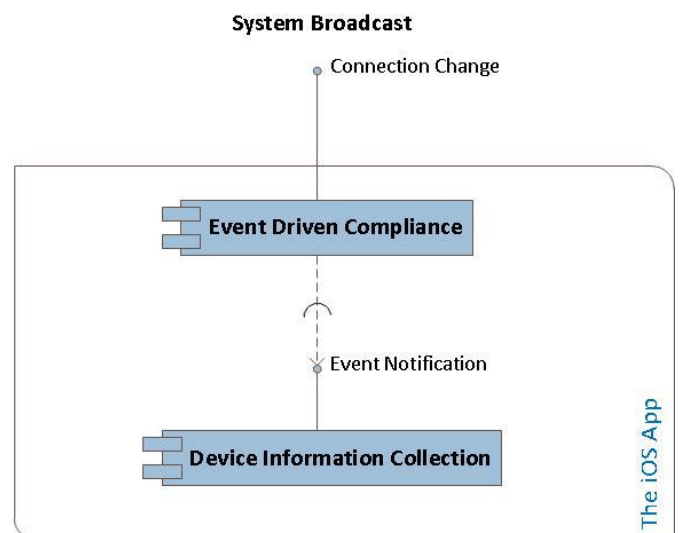 System Broadcast
Connection Change
Event Driven Compliance
Event Notification
Device Information Collection
The iOS App